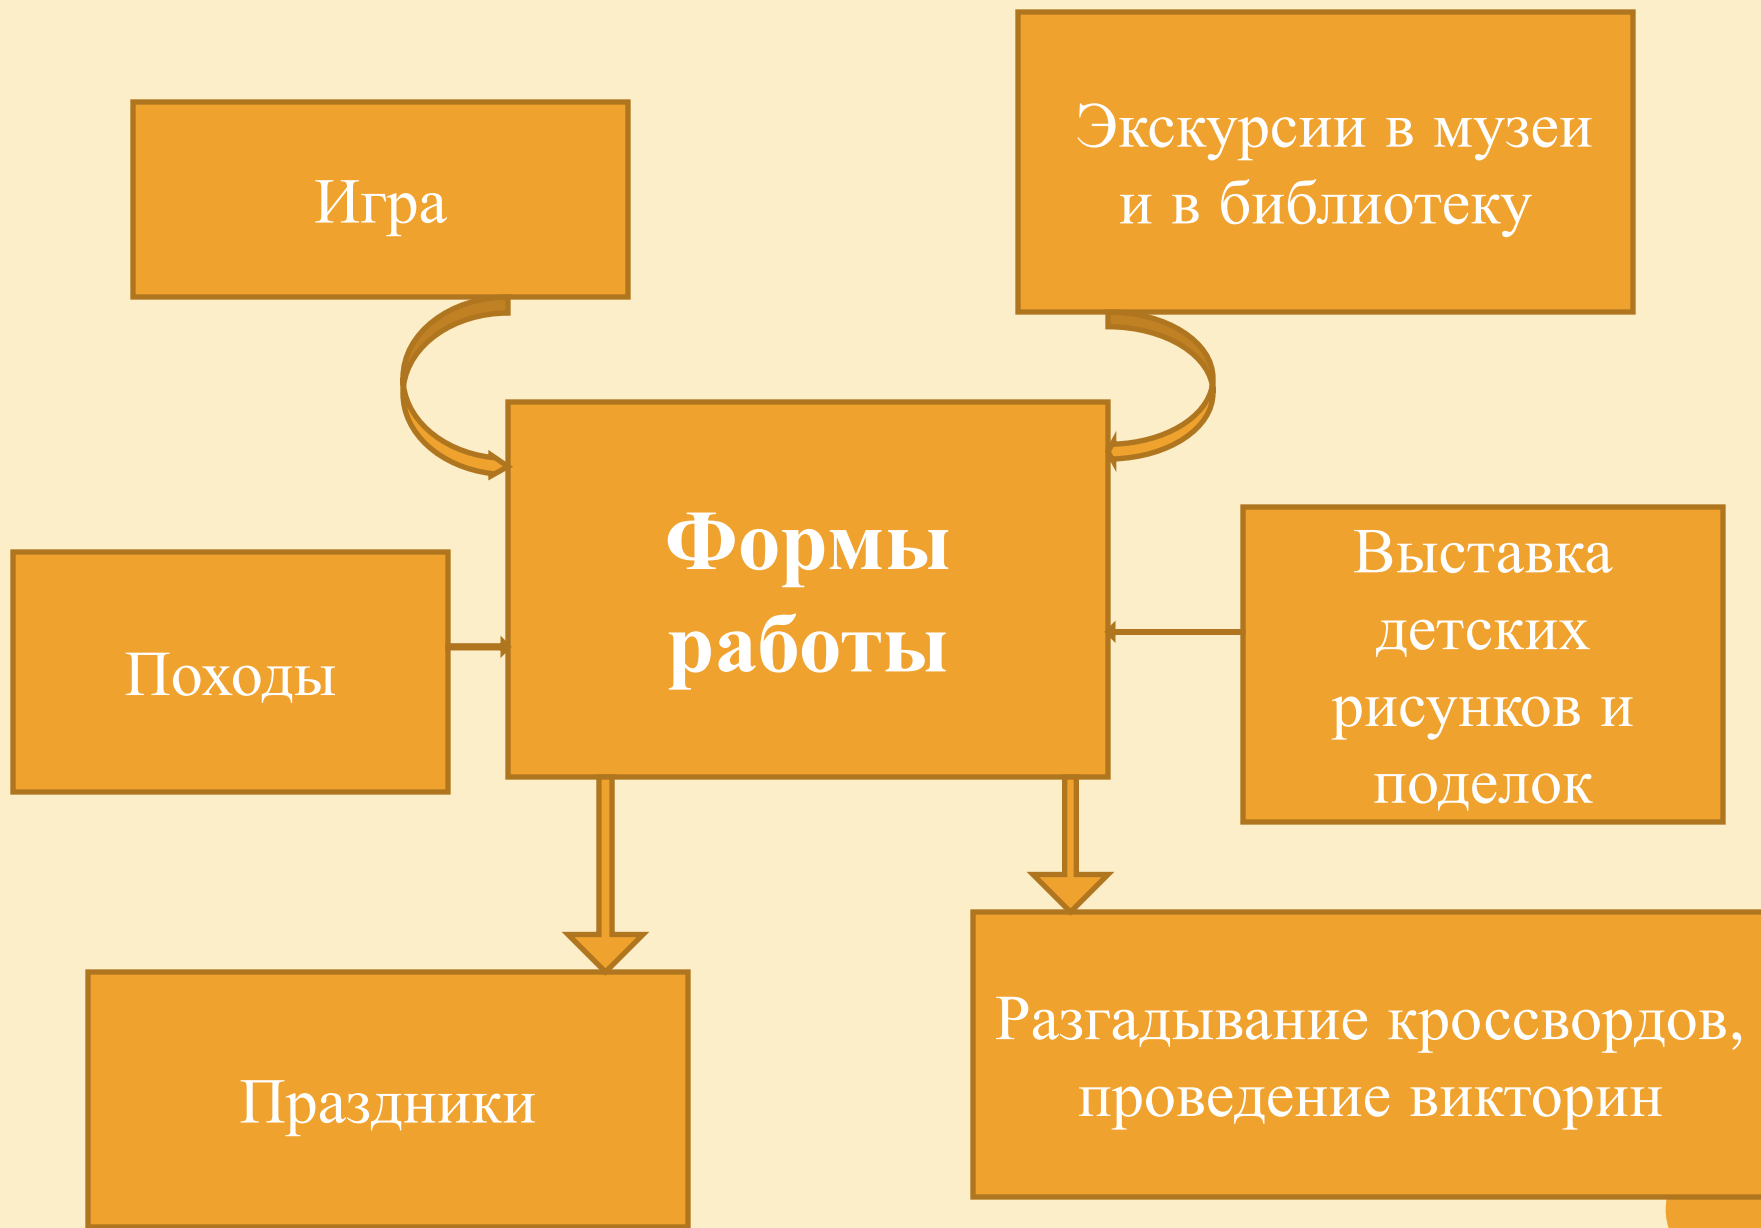 Игра
Экскурсии в музеи
и в библиотеку
Формы
работы
Походы
Выставка
детских
рисунков и
поделок
Праздники
Разгадывание кроссвордов,
проведение викторин